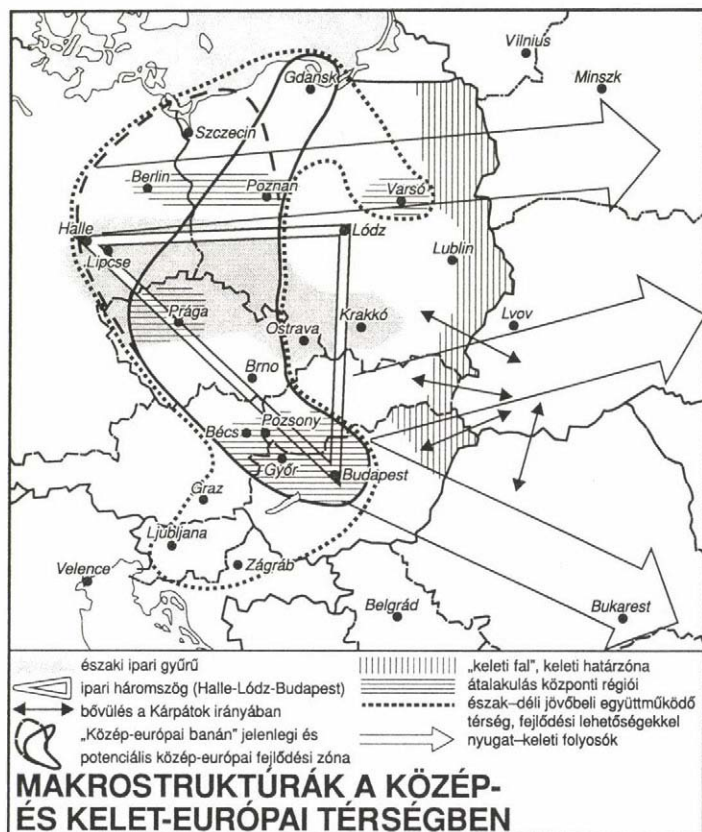 Vilnius
Gdansk
Minszk
Szczecin
Berlin
Poznan
Varsó
Halle
Lódz
Lipcse
Lublin
Prága
Ostrava
Krakkó
Lvov
Brno
Bécs
Pozsony
Győr
Budapest
Graz
Ljubljana
Velence
Zágráb
Belgrád
Bukarest
északi ipari gyűrű
ipari háromszög (Halle-Lódz-Budapest)
bővülés a Kárpátok irányában
„Közép-európai banán” jelenlegi és
potenciális közép-európai fejlődési zóna
„keleti fal”, keleti határzóna
átalakulás központi régiói
észak–déli jövőbeli együttműködő
térség, fejlődési lehetőségekkel
nyugat–keleti folyosók
MAKROSTRUKTÚRÁK A KÖZÉP-
ÉS KELET-EURÓPAI TÉRSÉGBEN